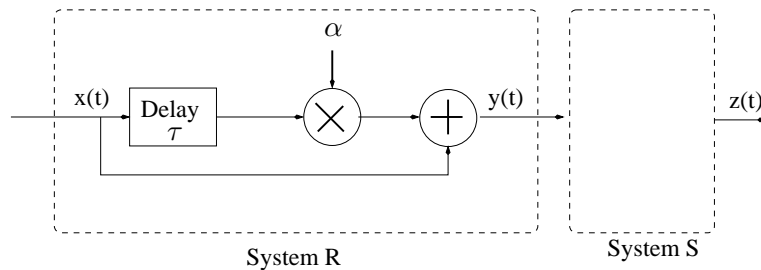 α
x(t)
Delay
τ
y(t)
z(t)
System R
System S